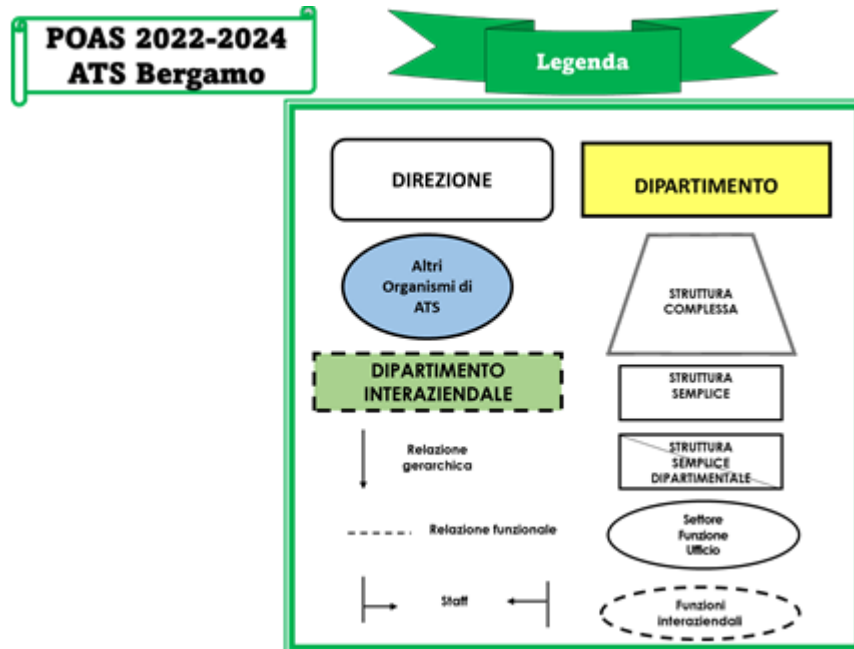 POAS 2022-2024
ATS Bergamo
Legenda
DIREZIONE
DIPARTIMENTO
Altri
Organismi di
ATS
STRUTTURA
COMPLESSA
DIPARTIMENTO
INTERAZIENDALE
STRUTTURA
SEMPLICE
Relazione
gerarchica
STRUTTURA
SEMPLICE
DIPARTIMENTALE
Relazione funzionale
Settore
Funzione
Ufficio
Staff
Funzioni
interaziendali